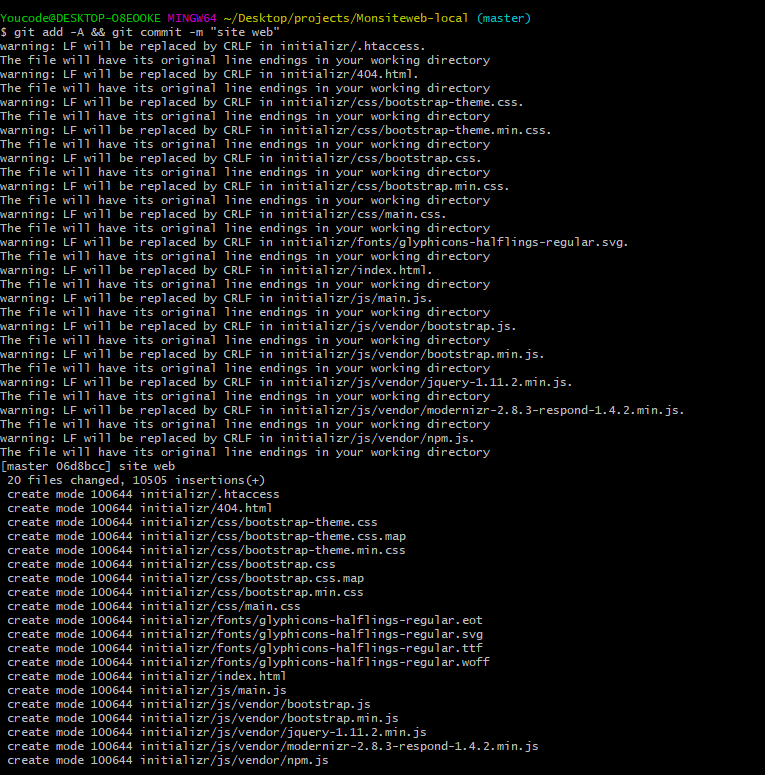 Youcode@DESKTOP-O8EOOKE MINGW64 ~/Desktop/projects/Monsiteweb-local (master)
$ git add -A && git commit -m "site web"
warning: LF will be replaced by CRLF in initializr/.htaccess.
The file will have its original line endings in your working directory
warning: LF will be replaced by CRLF in initializr/404.html.
The file will have its original line endings in your working directory
warning: LF will be replaced by CRLF in initializr/css/bootstrap-theme.css.
The file will have its original line endings in your working directory
warning: LF will be replaced by CRLF in initializr/css/bootstrap-theme.min.css.
The file will have its original line endings in your working directory
warning: LF will be replaced by CRLF in initializr/css/bootstrap.css.
The file will have its original line endings in your working directory
warning: LF will be replaced by CRLF in initializr/css/bootstrap.min.css.
The file will have its original line endings in your working directory
warning: LF will be replaced by CRLF in initializr/css/main.css.
The file will have its original line endings in your working directory
warning: LF will be replaced by CRLF in initializr/fonts/glyphicons-halflings-regular.svg.
The file will have its original line endings in your working directory
warning: LF will be replaced by CRLF in initializr/index.html.
The file will have its original line endings in your working directory
warning: LF will be replaced by CRLF in initializr/js/main.js.
The file will have its original line endings in your working directory
warning: LF will be replaced by CRLF in initializr/js/vendor/bootstrap.js.
The file will have its original line endings in your working directory
warning: LF will be replaced by CRLF in initializr/js/vendor/bootstrap.min.js.
The file will have its original line endings in your working directory
warning: LF will be replaced by CRLF in initializr/js/vendor/jquery-1.11.2.min.js.
The file will have its original line endings in your working directory
warning: LF will be replaced by CRLF in initializr/js/vendor/modernizr-2.8.3-respond-1.4.2.min.js.
The file will have its original line endings in your working directory
warning: LF will be replaced by CRLF in initializr/js/vendor/npm.js.
The file will have its original line endings in your working directory
[master 06d8bcc] site web
 20 files changed, 10505 insertions(+)
 create mode 100644 initializr/.htaccess
 create mode 100644 initializr/404.html
 create mode 100644 initializr/css/bootstrap-theme.css
 create mode 100644 initializr/css/bootstrap-theme.css.map
 create mode 100644 initializr/css/bootstrap-theme.min.css
 create mode 100644 initializr/css/bootstrap.css
 create mode 100644 initializr/css/bootstrap.css.map
 create mode 100644 initializr/css/bootstrap.min.css
 create mode 100644 initializr/css/main.css
 create mode 100644 initializr/fonts/glyphicons-halflings-regular.eot
 create mode 100644 initializr/fonts/glyphicons-halflings-regular.svg
 create mode 100644 initializr/fonts/glyphicons-halflings-regular.ttf
 create mode 100644 initializr/fonts/glyphicons-halflings-regular.woff
 create mode 100644 initializr/index.html
 create mode 100644 initializr/js/main.js
 create mode 100644 initializr/js/vendor/bootstrap.js
 create mode 100644 initializr/js/vendor/bootstrap.min.js
 create mode 100644 initializr/js/vendor/jquery-1.11.2.min.js
 create mode 100644 initializr/js/vendor/modernizr-2.8.3-respond-1.4.2.min.js
 create mode 100644 initializr/js/vendor/npm.js